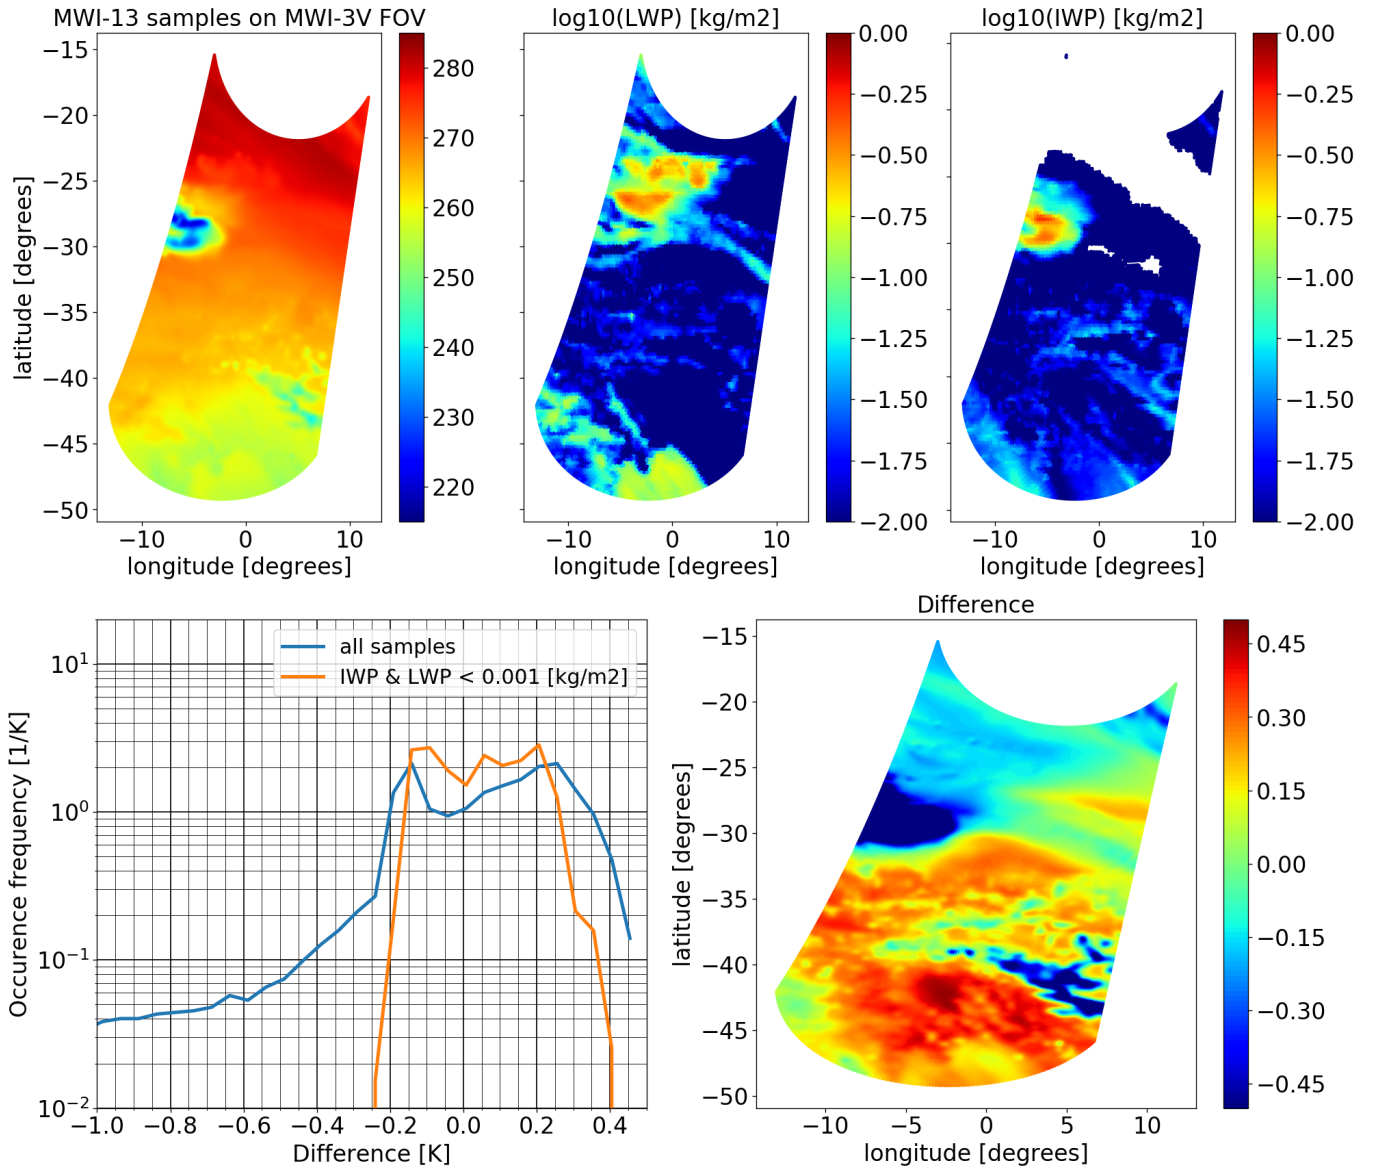 MWI-13 samples on MWI-3V FOV
−15
−20
−25
−30
−35
−40
−45
−50
latitude [degrees]
−10 0 10
longitude [degrees]
280
270
260
250
240
230
220
log10(LWP) [kg/m2]
−10 0 10
longitude [degrees]
0.00
−0.25
−0.50
−0.75
−1.00
−1.25
−1.50
−1.75
−2.00
log10(IWP) [kg/m2]
−10 0 10
longitude [degrees]
0.00
−0.25
−0.50
−0.75
−1.00
−1.25
−1.50
−1.75
−2.00
all samples
IWP & LWP < 0.001 [kg/m2]
10¹
10⁰
10⁻¹
10⁻²
Occurence frequency [1/K]
−1.0 −0.8 −0.6 −0.4 −0.2 0.0 0.2 0.4
Difference [K]
Difference
−15
−20
−25
−30
−35
−40
−45
−50
latitude [degrees]
−10 −5 0 5 10
longitude [degrees]
0.45
0.30
0.15
0.00
−0.15
−0.30
−0.45